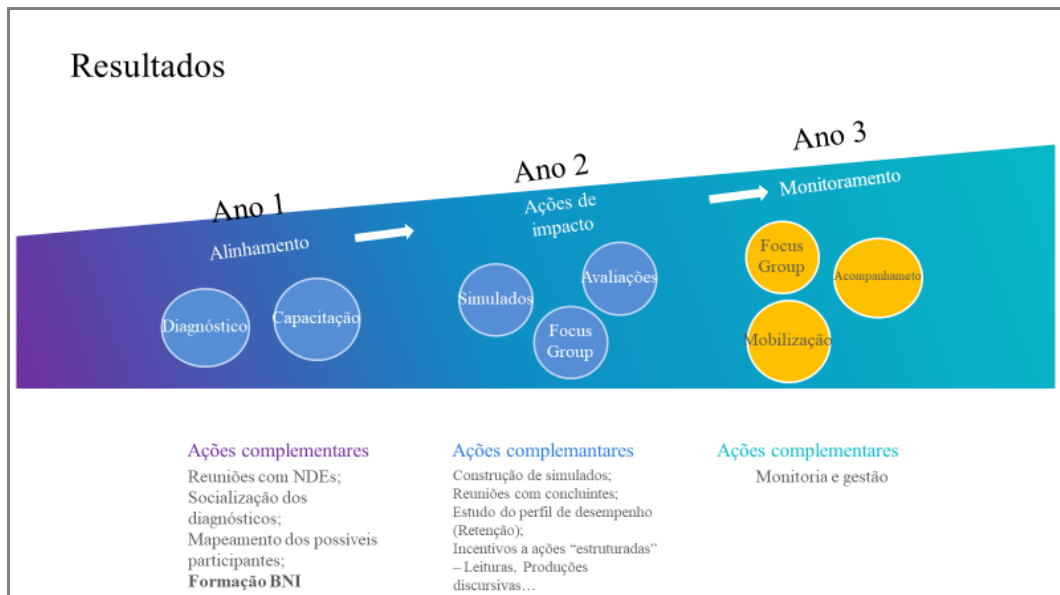 Resultados
Ano 1
Alinhamento
Diagnóstico
Capacitação
Ano 2
Ações de
impacto
Simulados
Avaliações
Focus
Group
Ano 3
Monitoramento
Focus
Group
Acompanhameto
Mobilização
Ações complementares
Reuniões com NDEs;
Socialização dos
diagnósticos;
Mapeamento dos possíveis
participantes;
Formação BNI
Ações complemantares
Construção de simulados;
Reuniões com concluintes;
Estudo do perfil de desempenho
(Retenção);
Incentivos a ações “estruturadas”
– Leituras, Produções
discursivas…
Ações complementares
Monitoria e gestão